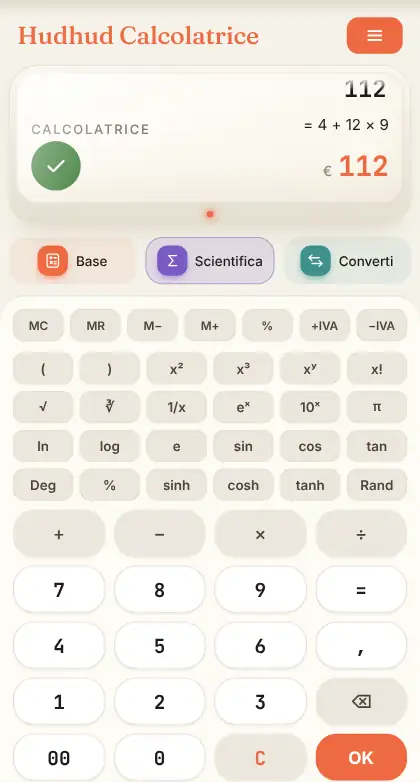 Hudhud Calcolatrice
112
CALCOLATRICE
= 4 + 12 × 9
€ 112
Base
Σ Scientifica
Converti
MC MR M− M+ % +IVA −IVA
( ) x² x³ xʸ x!
√ ∛ 1/x eˣ 10ˣ π
ln log e sin cos tan
Deg % sinh cosh tanh Rand
+ − × ÷
7 8 9 =
4 5 6 ,
1 2 3
00 0 C OK